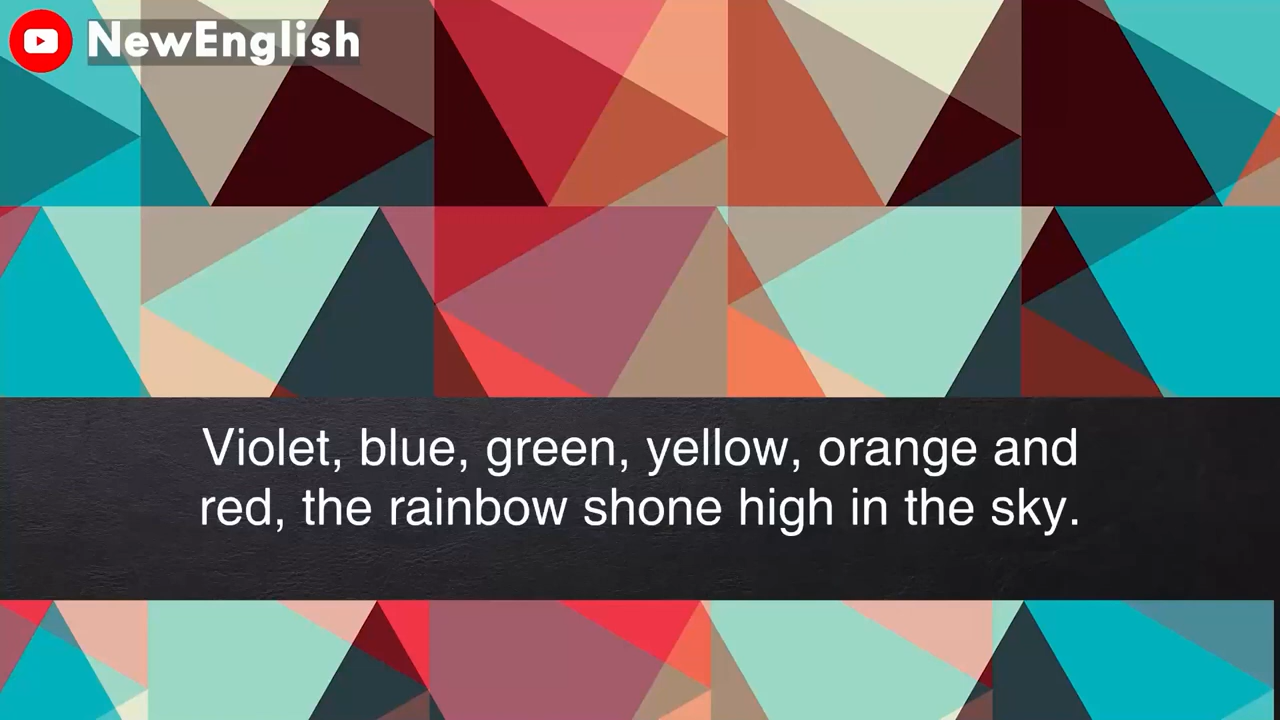 NewEnglish
Violet, blue, green, yellow, orange and
red, the rainbow shone high in the sky.